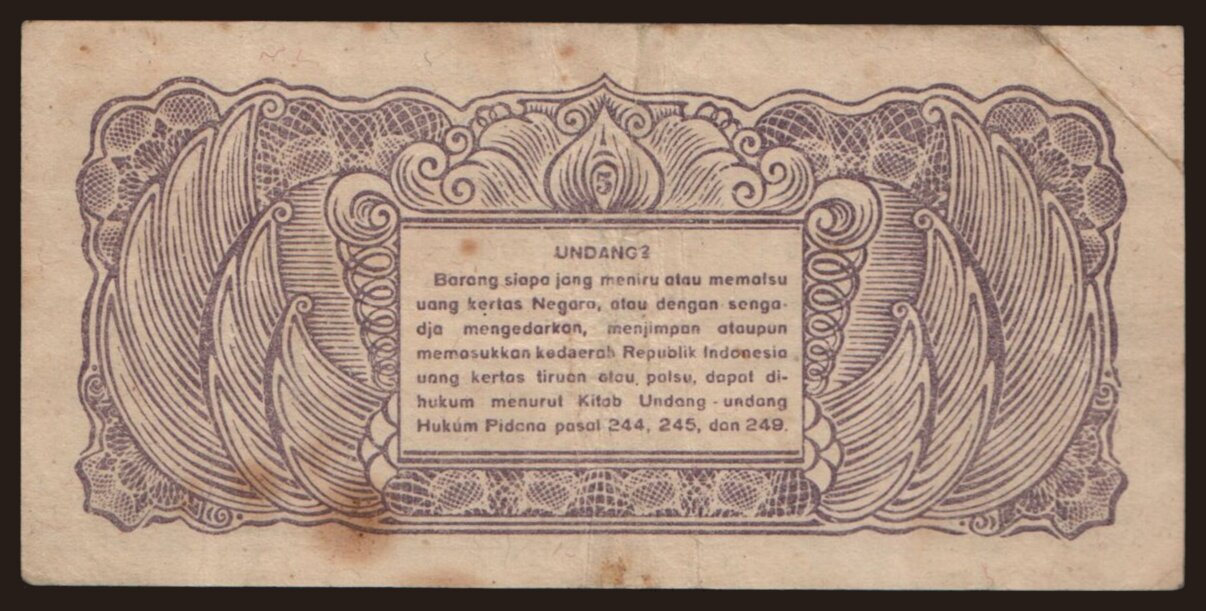 5
UNDANG²
Barang siapa jang meniru atau memalsu
uang kertas Negara, atau dengan senga-
dja mengedarkan, menjimpan ataupun
memasukkan kedaerah Republik Indonesia
uang kertas tiruan atau palsu, dapat di-
hukum menurut Kitab Undang-undang
Hukum Pidana pasal 244, 245, dan 249.